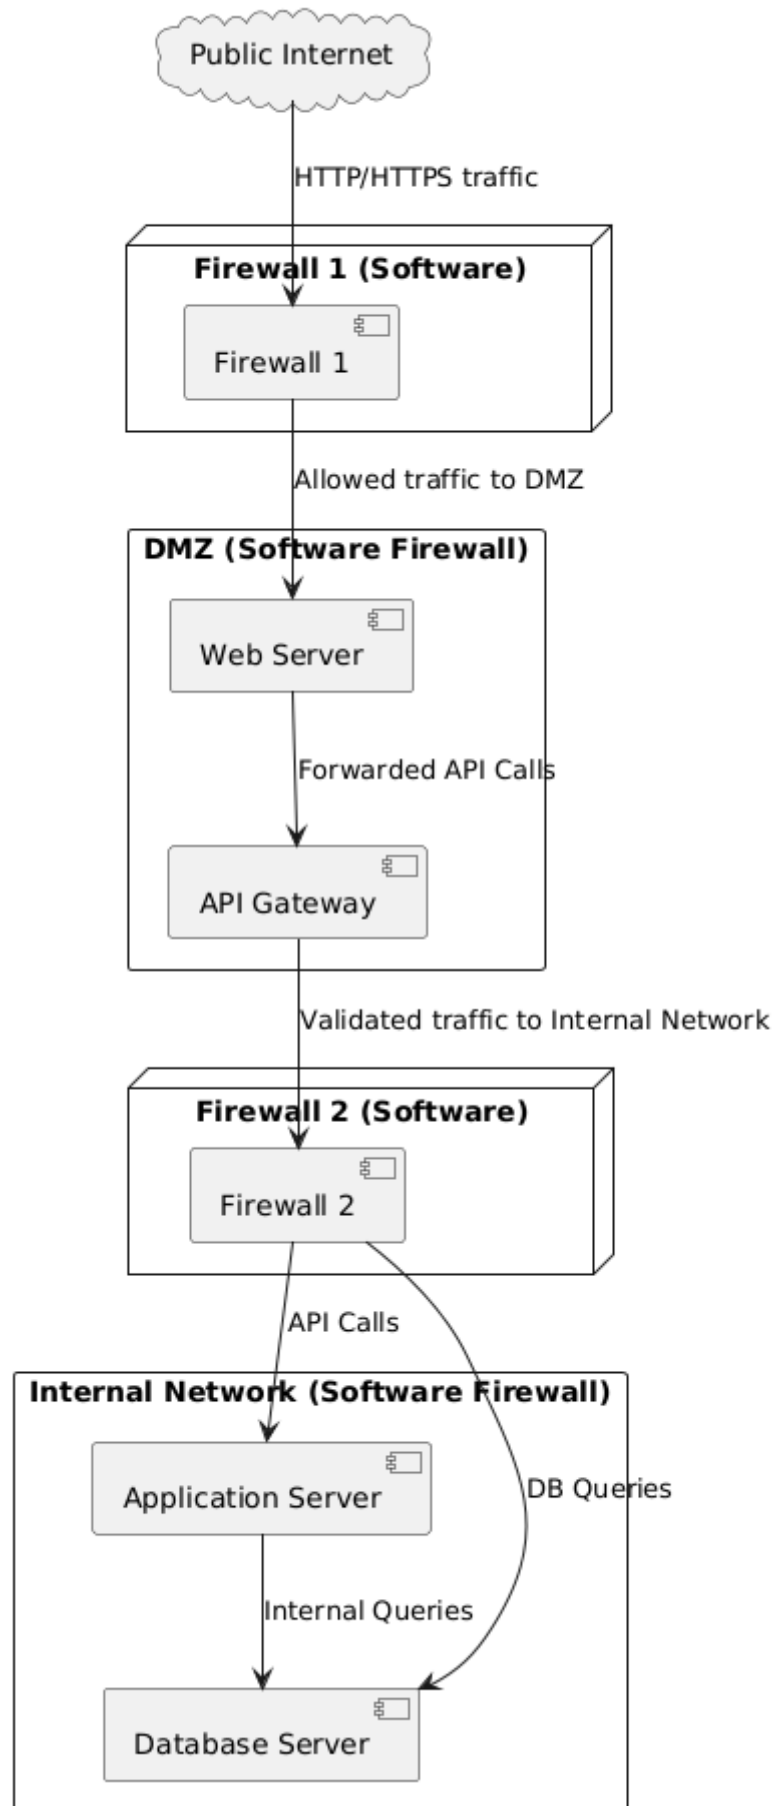 Public Internet
HTTP/HTTPS traffic
Firewall 1 (Software)
Firewall 1
Allowed traffic to DMZ
DMZ (Software Firewall)
Web Server
Forwarded API Calls
API Gateway
Validated traffic to Internal Network
Firewall 2 (Software)
Firewall 2
API Calls
Internal Network (Software Firewall)
Application Server
DB Queries
Internal Queries
Database Server